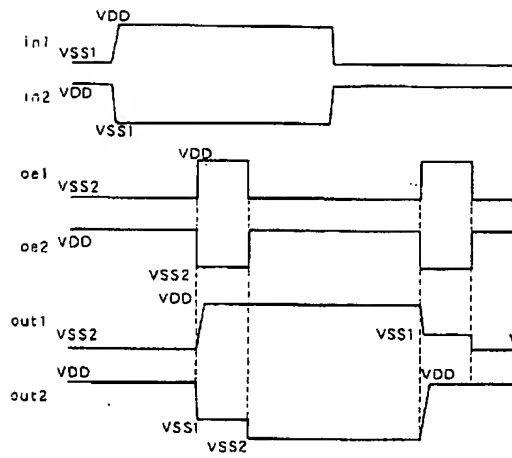 VDD
in1 VSS1
VDD
in2
VSS1
VDD
oe1 VSS2
oe2 VDD
VSS2
VDD
out1 VSS2
VSS1
VDD
VDD
out2
VSS1
VSS2